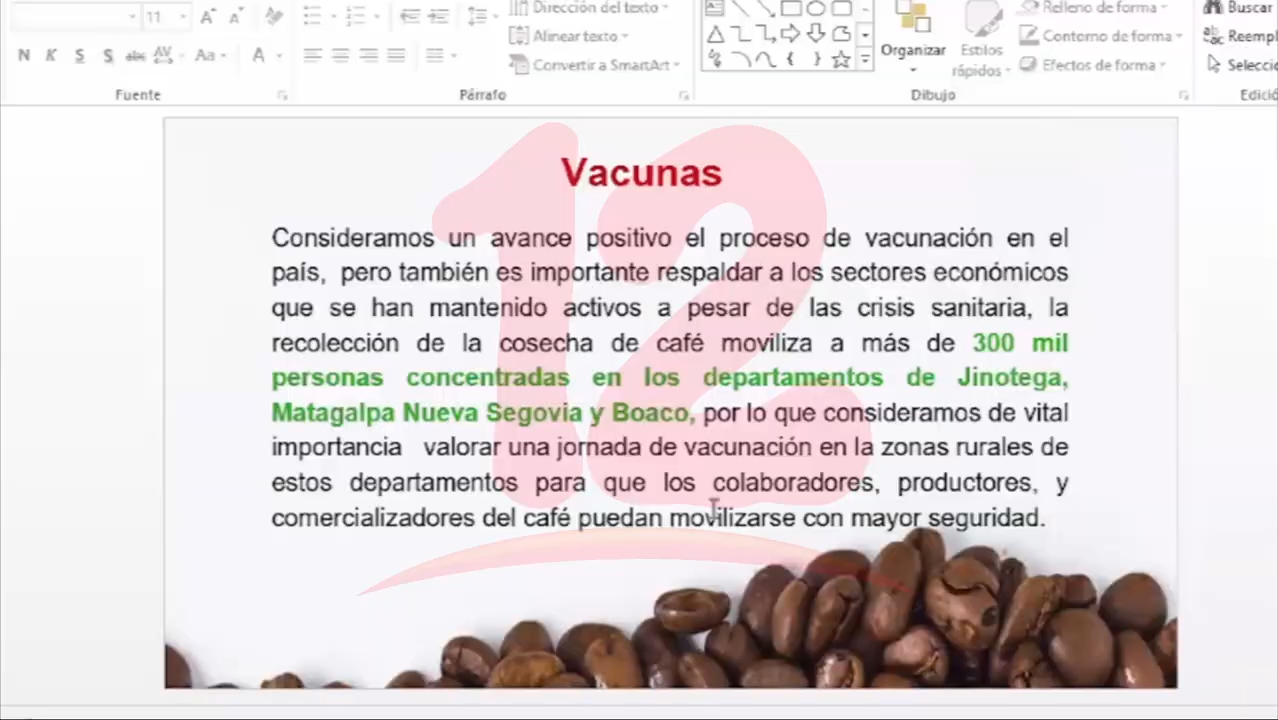 11
Dirección del texto
Alinear texto
Convertir a SmartArt
N K S S abc AV Aa A
Organizar
Estilos rápidos
Relleno de forma
Contorno de forma
Efectos de forma
Buscar
Fuente
Párrafo
Dibujo
12
Vacunas
Consideramos un avance positivo el proceso de vacunación en el
país, pero también es importante respaldar a los sectores económicos
que se han mantenido activos a pesar de las crisis sanitaria, la
recolección de la cosecha de café moviliza a más de 300 mil
personas concentradas en los departamentos de Jinotega,
Matagalpa Nueva Segovia y Boaco, por lo que consideramos de vital
importancia valorar una jornada de vacunación en la zonas rurales de
estos departamentos para que los colaboradores, productores, y
comercializadores del café puedan movilizarse con mayor seguridad.